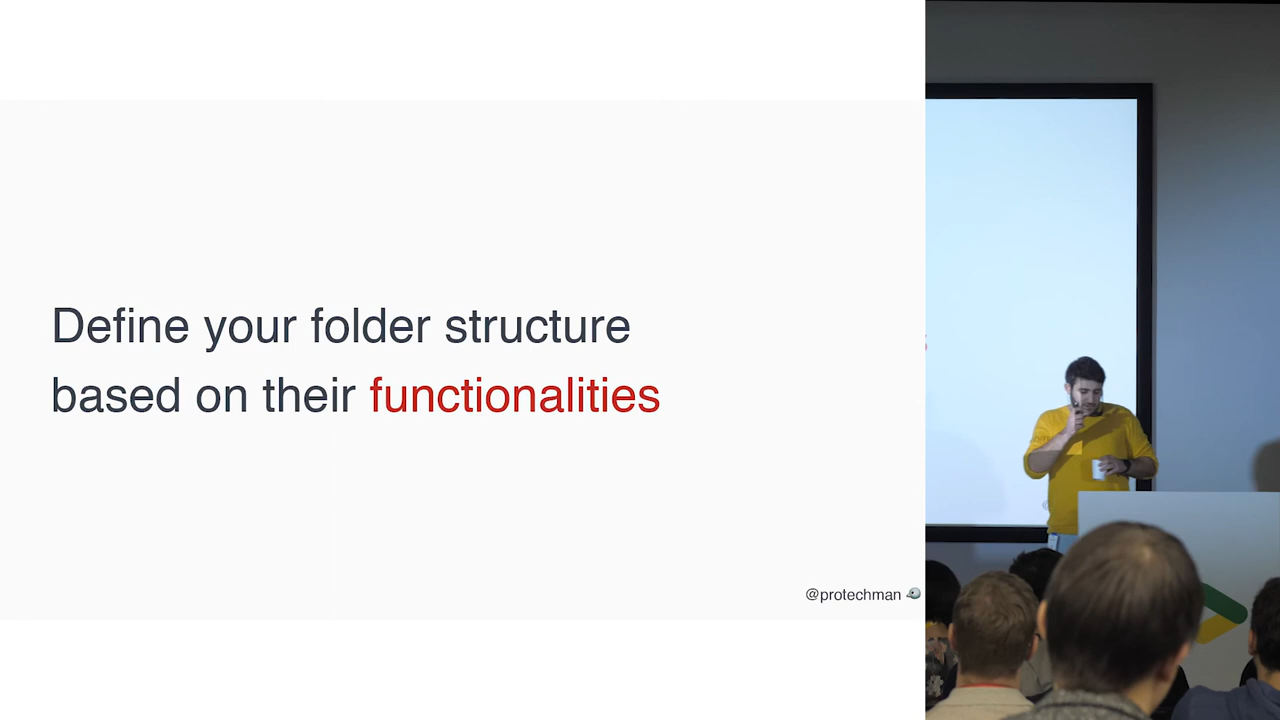 Define your folder structure
based on their functionalities
@protechman